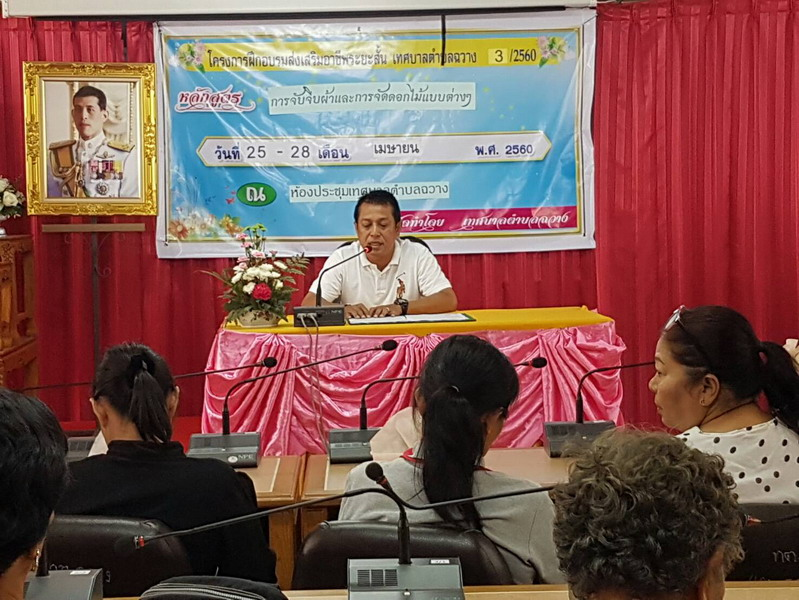 โครงการฝึกอบรมส่งเสริมอาชีพระยะสั้น เทศบาลตำบลฉวาง 3 /2560
หลักสูตร
การจับจีบผ้าและการจัดดอกไม้แบบต่างๆ
วันที่ 25 - 28 เดือน เมษายน พ.ศ. 2560
ณ ห้องประชุมเทศบาลตำบลฉวาง
เทศบาลตำบลฉวาง